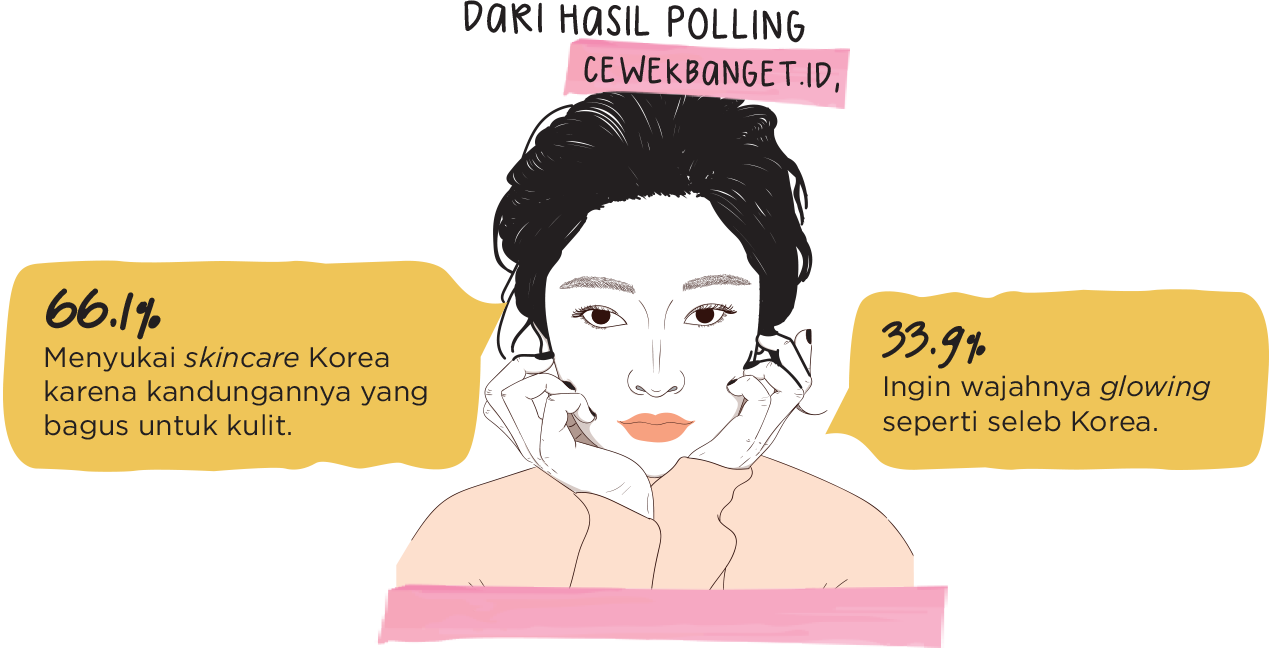 DARI HASIL POLLING
CEWEKBANGET.ID,
66.1%
Menyukai skincare Korea
karena kandungannya yang
bagus untuk kulit.
33.9%
Ingin wajahnya glowing
seperti seleb Korea.